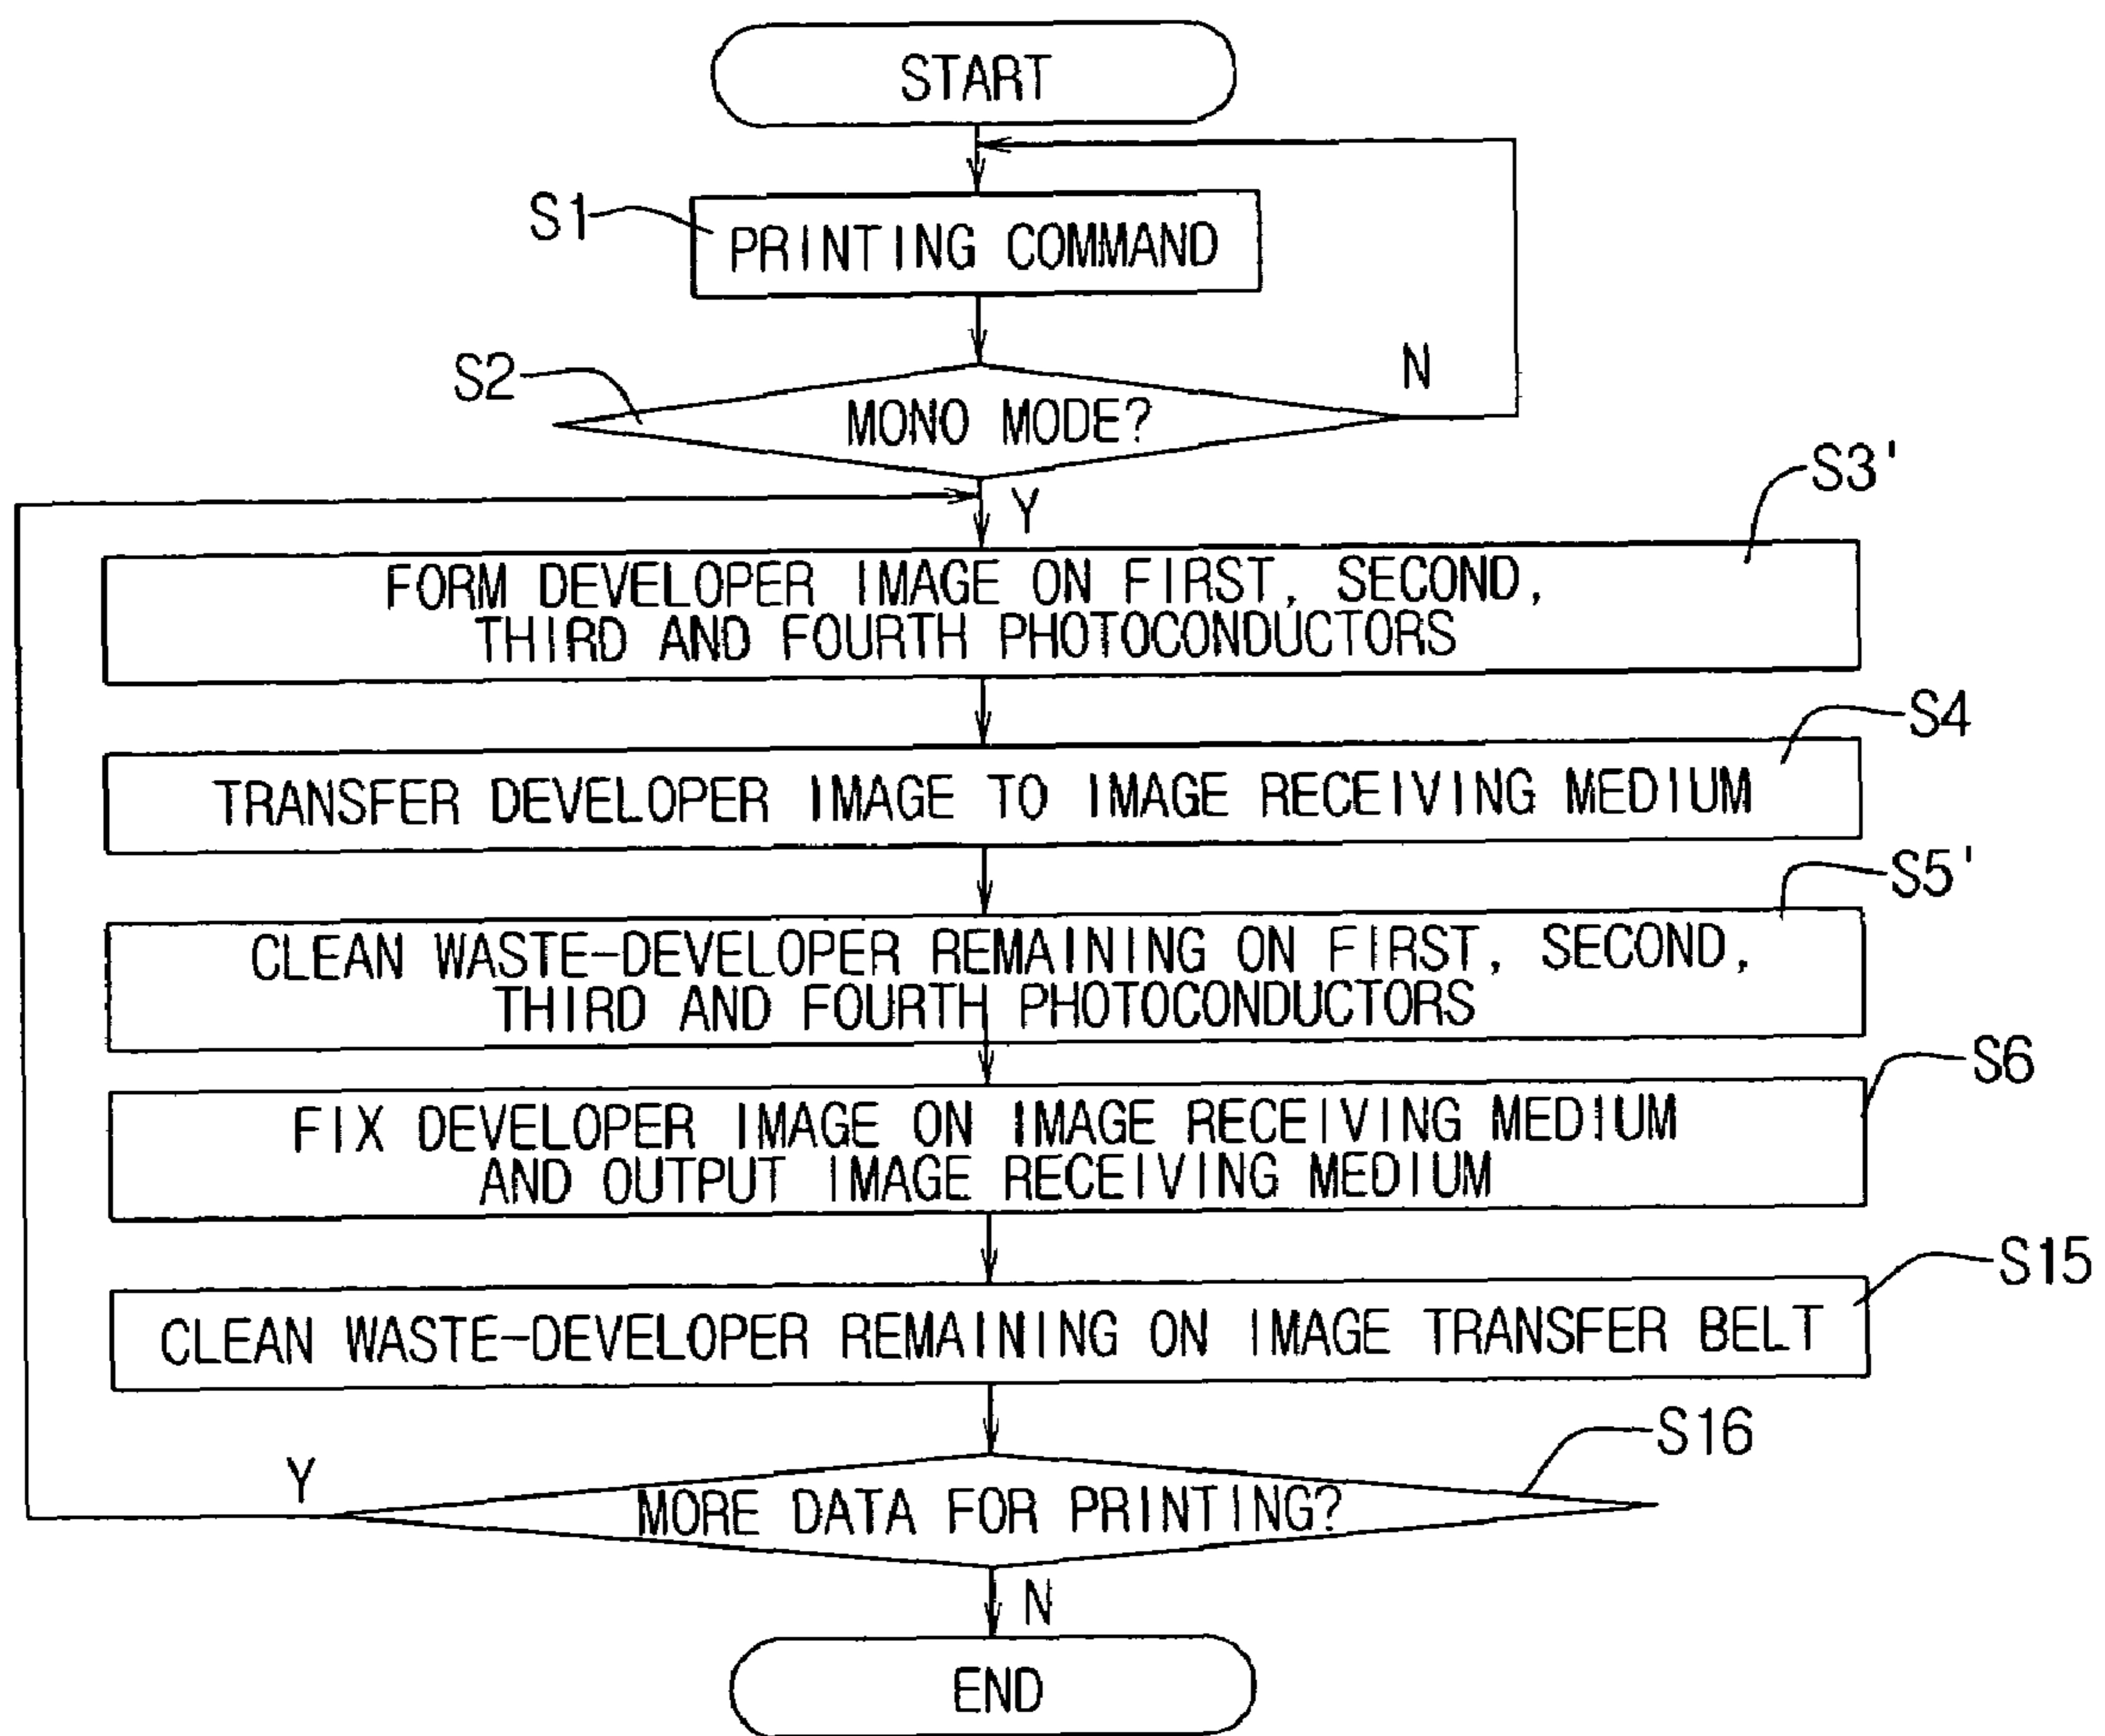 START
S1
PRINTING COMMAND
S2
MONO MODE?
N
Y
S3'
FORM DEVELOPER IMAGE ON FIRST, SECOND,
THIRD AND FOURTH PHOTOCONDUCTORS
S4
TRANSFER DEVELOPER IMAGE TO IMAGE RECEIVING MEDIUM
S5'
CLEAN WASTE-DEVELOPER REMAINING ON FIRST, SECOND,
THIRD AND FOURTH PHOTOCONDUCTORS
S6
FIX DEVELOPER IMAGE ON IMAGE RECEIVING MEDIUM
AND OUTPUT IMAGE RECEIVING MEDIUM
S15
CLEAN WASTE-DEVELOPER REMAINING ON IMAGE TRANSFER BELT
S16
Y
MORE DATA FOR PRINTING?
N
END